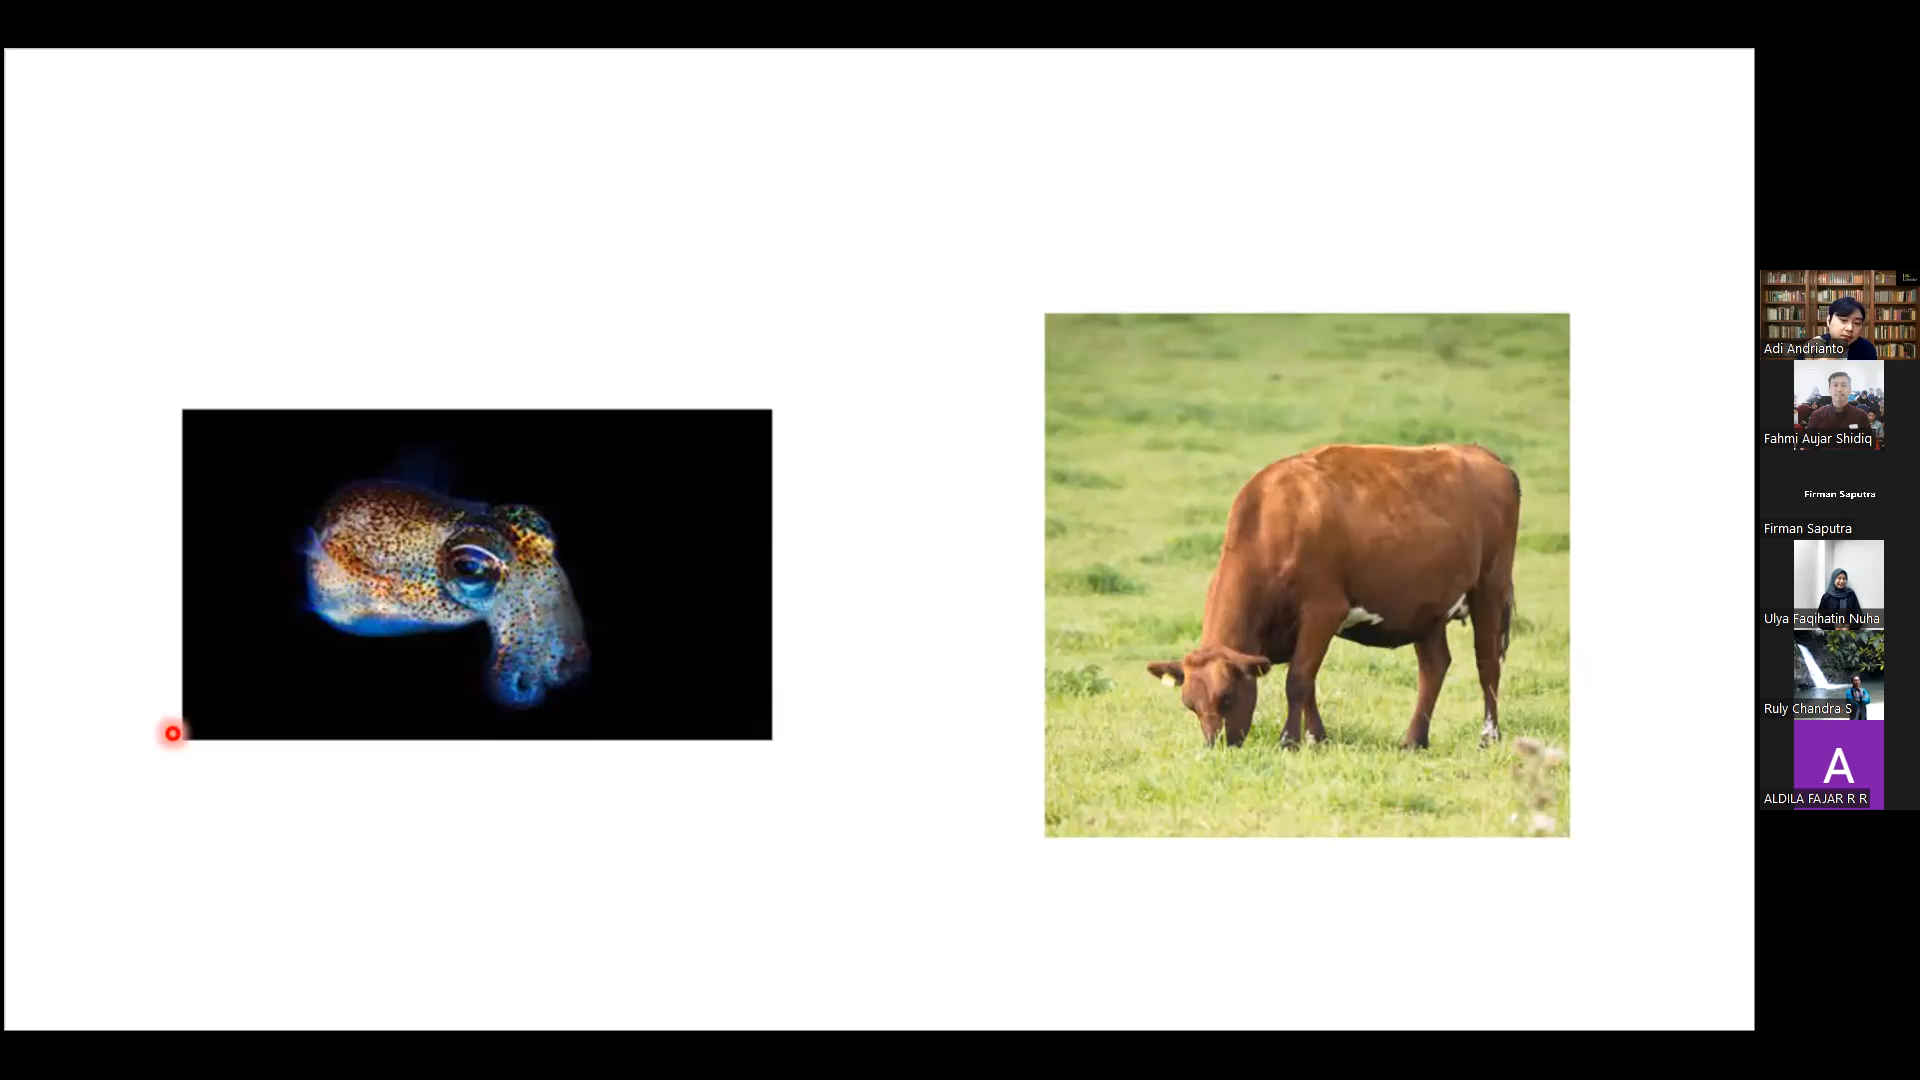 Adi Andrianto
Fahmi Aujar Shidiq
Firman Saputra
Firman Saputra
Ulya Faqihatin Nuha
Ruly Chandra S
A
ALDILA FAJAR R R